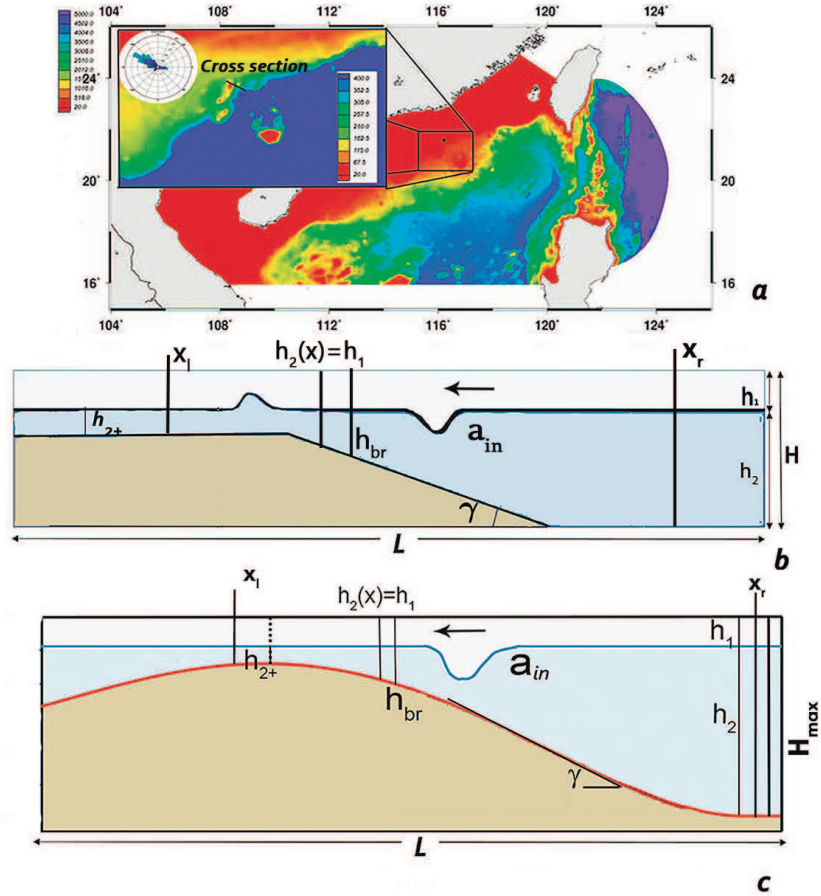 104° 108° 112° 116° 120° 124°
5000.0
4502.0
4004.0
3506.0
3008.0
2510.0
2012.0
1016.0
518.0
20.0
24°
20°
16°
Cross section
400.0
352.5
305.0
257.5
210.0
162.5
115.0
67.5
20.0
24°
20°
16°
104° 108° 112° 116° 120° 124°
a
x_l
h_2(x)=h_1
x_r
h_1
h_2+
h_br
a_in
H
h_2
γ
L
b
x_l
h_2(x)=h_1
x_r
h_1
h_2+
a_in
h_br
h_2
H_max
γ
L
c